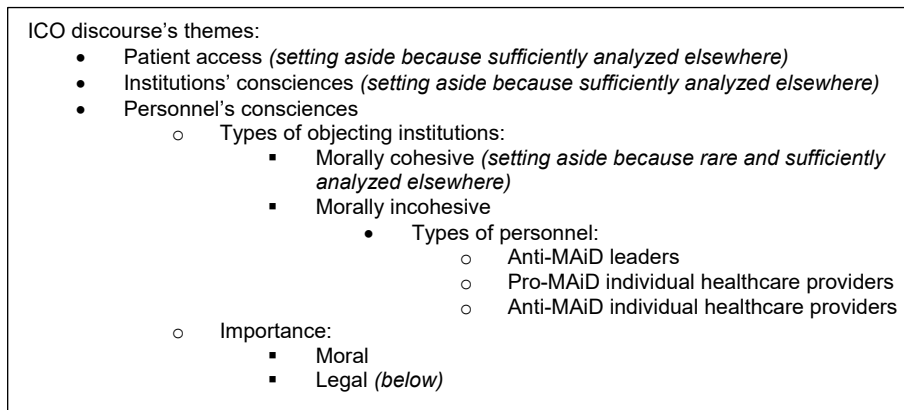 ICO discourse’s themes:
• Patient access (setting aside because sufficiently analyzed elsewhere)
• Institutions’ consciences (setting aside because sufficiently analyzed elsewhere)
• Personnel’s consciences
o Types of objecting institutions:
▪ Morally cohesive (setting aside because rare and sufficiently
analyzed elsewhere)
▪ Morally incohesive
• Types of personnel:
o Anti-MAiD leaders
o Pro-MAiD individual healthcare providers
o Anti-MAiD individual healthcare providers
o Importance:
▪ Moral
▪ Legal (below)